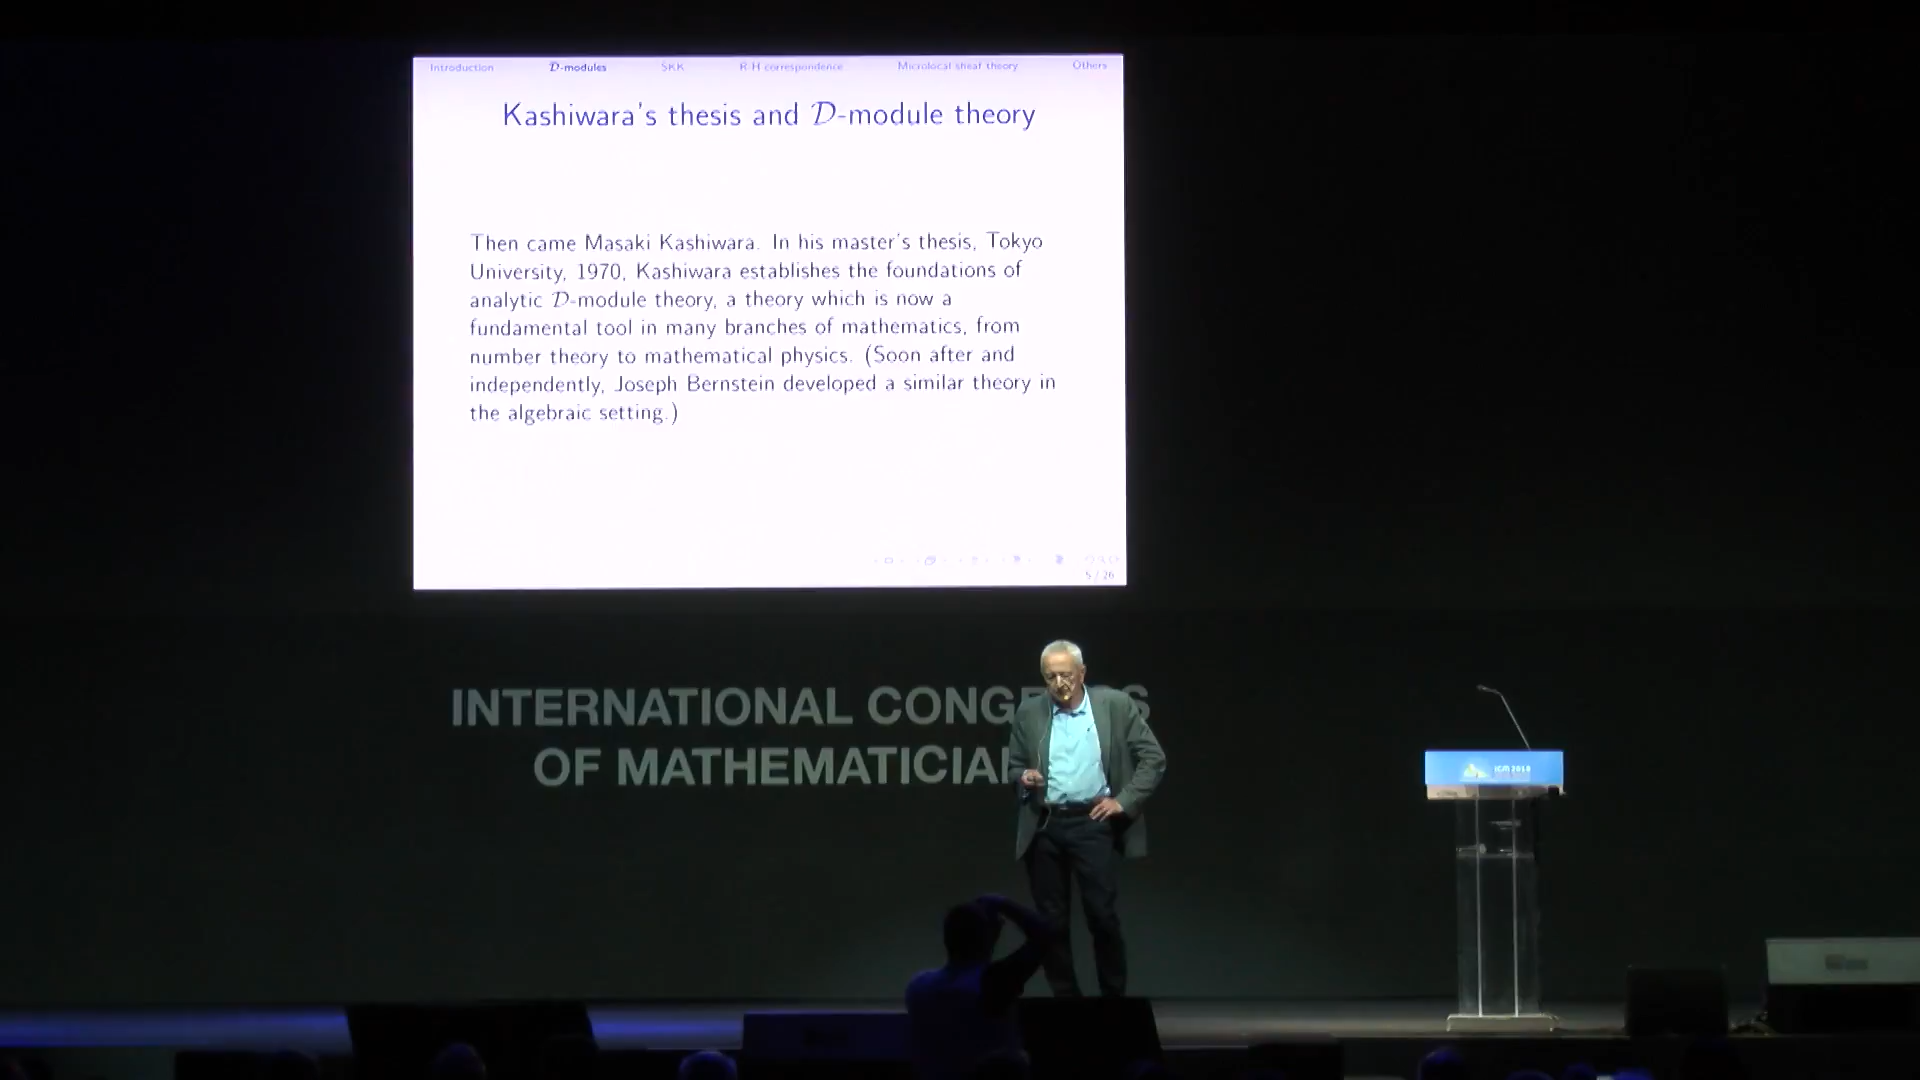 Introduction D-modules SKK R-H correspondence Microlocal sheaf theory Others
Kashiwara's thesis and D-module theory
Then came Masaki Kashiwara. In his master's thesis, Tokyo
University, 1970, Kashiwara establishes the foundations of
analytic D-module theory, a theory which is now a
fundamental tool in many branches of mathematics, from
number theory to mathematical physics. (Soon after and
independently, Joseph Bernstein developed a similar theory in
the algebraic setting.)
5 / 26
INTERNATIONAL CONG S
OF MATHEMATICIA
ICM 2018